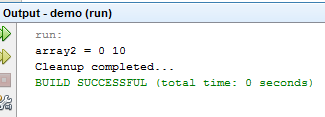 Output - demo (run)
run:
array2 = 0 10
Cleanup completed...
BUILD SUCCESSFUL (total time: 0 seconds)